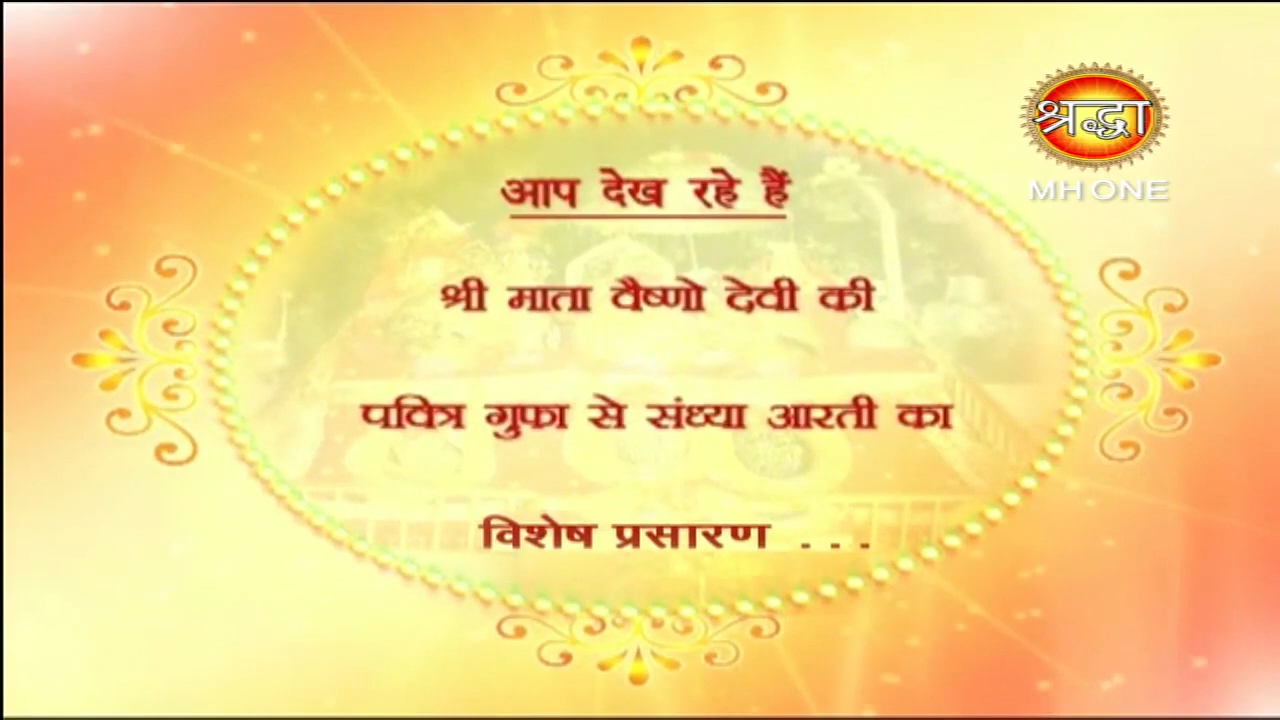 श्रद्धा
MH ONE
आप देख रहे हैं
श्री माता वैष्णो देवी की
पवित्र गुफा से संध्या आरती का
विशेष प्रसारण . . .